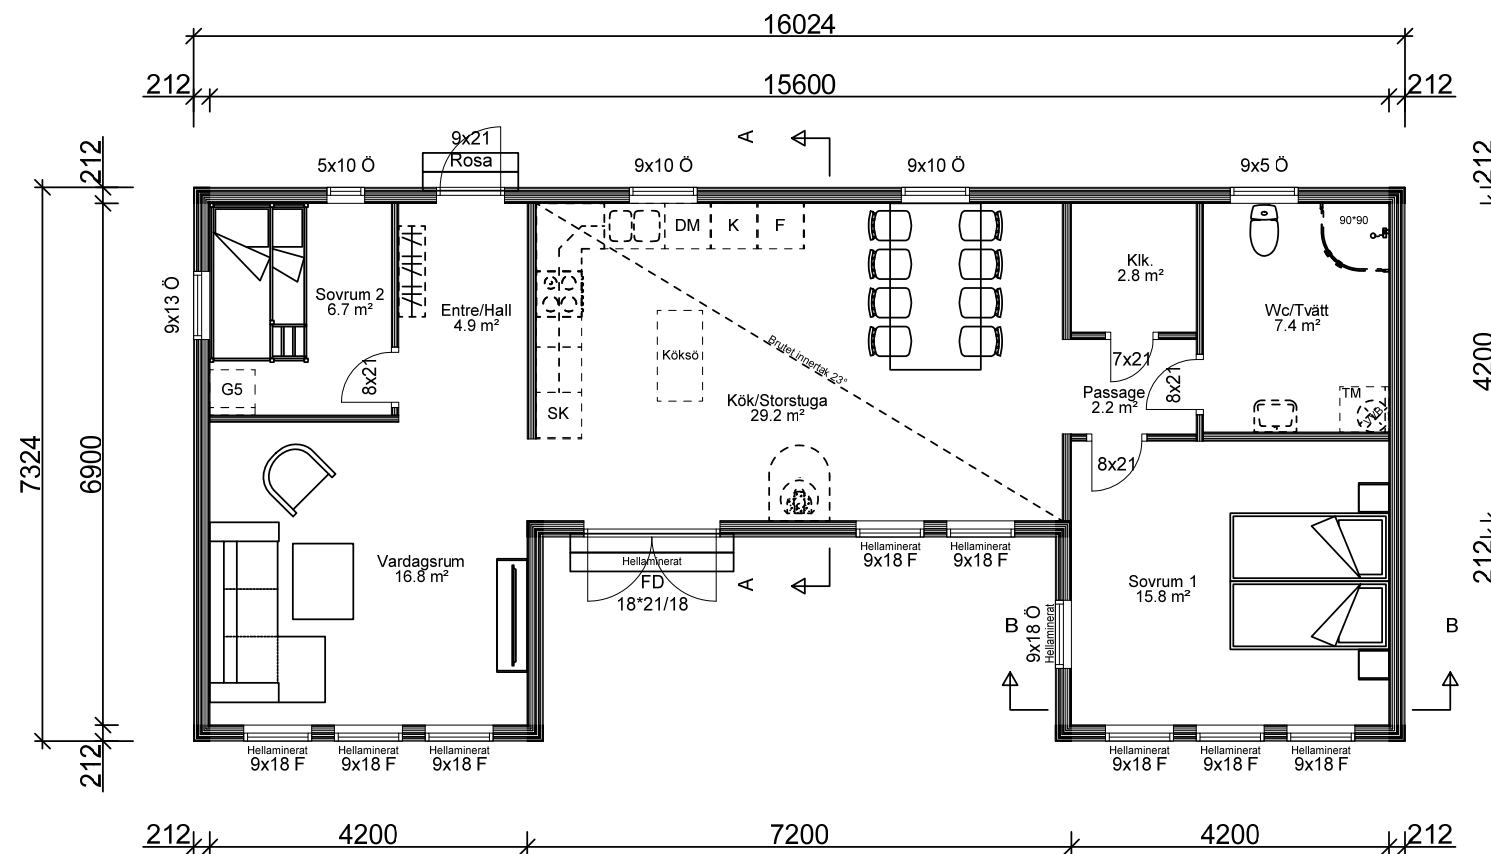 16024
212
15600
212
9x21
Rosa
A
5x10 Ö
9x10 Ö
9x10 Ö
9x5 Ö
212
212
DM
K
F
90*90
Klk.
2.8 m²
9x13 Ö
Sovrum 2
6.7 m²
Entre/Hall
4.9 m²
Wc/Tvätt
7.4 m²
Brutet innertak 23°
Köksö
7x21
4200
G5
8x21
8x21
Passage
2.2 m²
TM
SK
Kök/Storstuga
29.2 m²
7324
6900
8x21
Hellaminerat
Hellaminerat
Hellaminerat
9x18 F
9x18 F
212
Vardagsrum
16.8 m²
FD
18*21/18
A
Sovrum 1
15.8 m²
B
9x18 Ö
Hellaminerat
B
212
Hellaminerat
Hellaminerat
Hellaminerat
9x18 F
9x18 F
9x18 F
Hellaminerat
Hellaminerat
Hellaminerat
9x18 F
9x18 F
9x18 F
212
4200
7200
4200
212